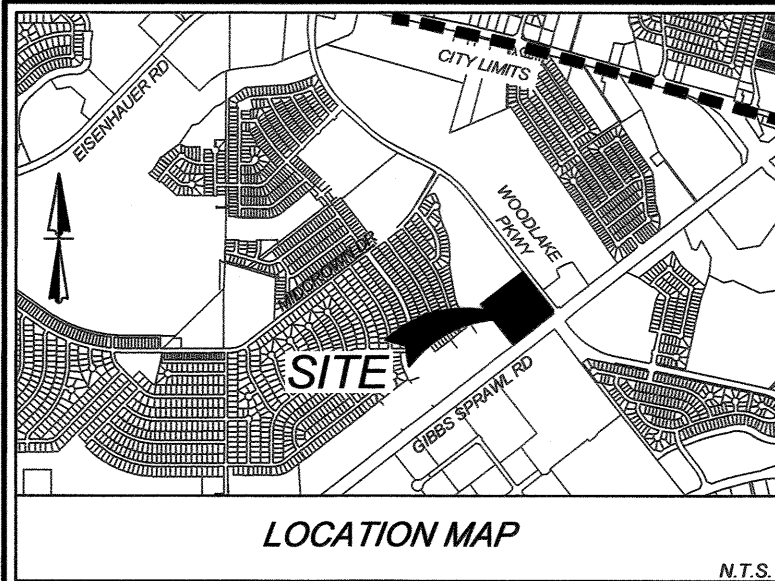 CITY LIMITS
EISENHAUER RD
WOODLAKE
PKWY
SITE
GIBBS SPRAWL RD
LOCATION MAP
N.T.S.